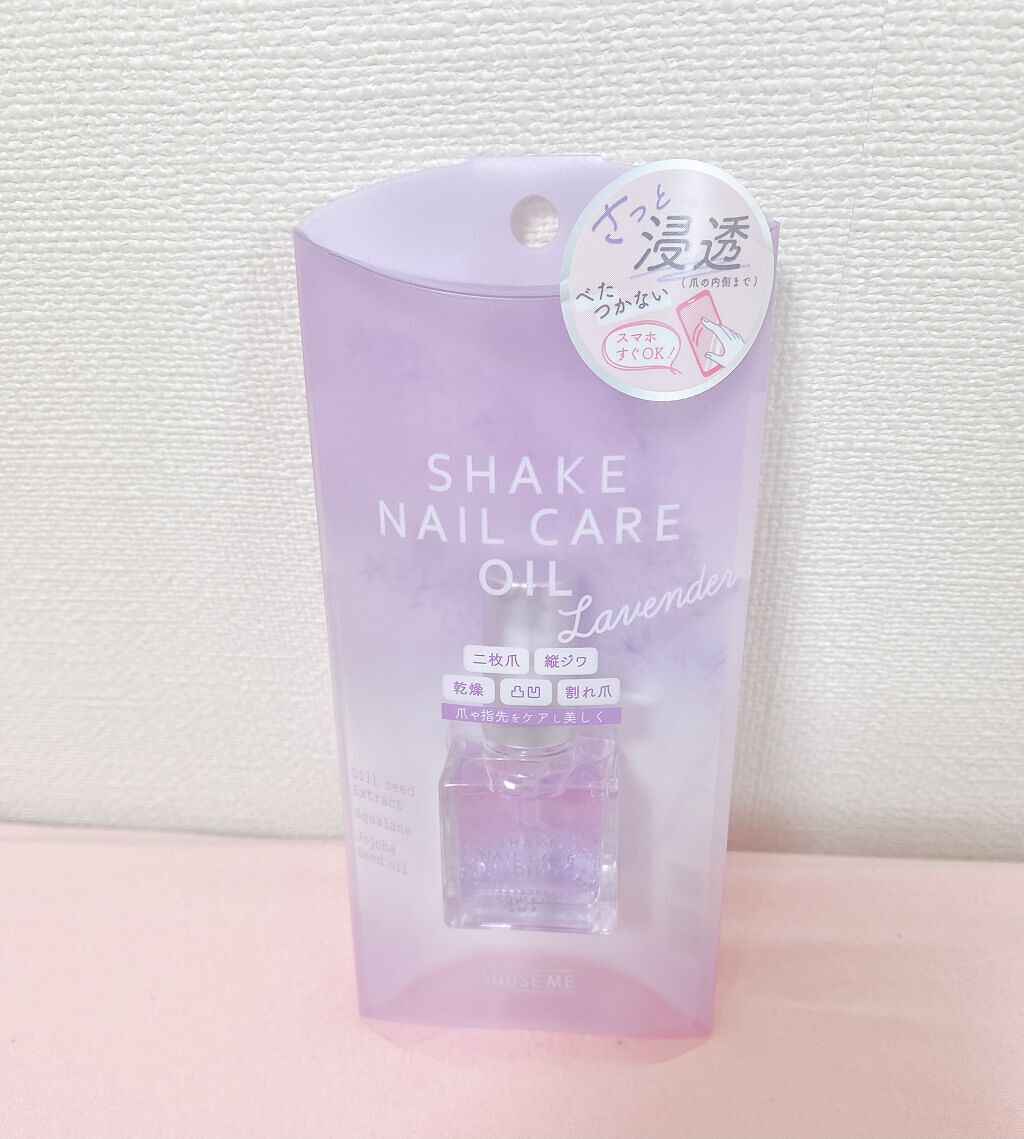 さっと
浸透
(爪の内側まで)
べた
つかない
スマホ
すぐOK!
SHAKE
NAIL CARE
OIL
Lavender
二枚爪 縦ジワ
乾燥 凸凹 割れ爪
爪や指先をケアし美しく
Dill seed
Extract
Squalane
Jojoba
Seed oil
SHAKE
NAIL CARE
OIL
SQUSE ME